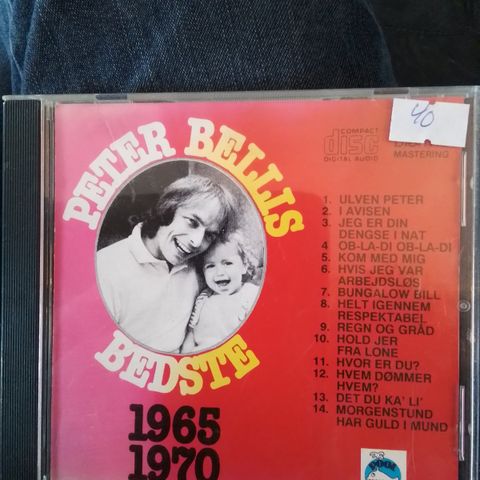 PETER BELLIS
BEDSTE
1965
1970
40
COMPACT
disc
DIGITAL AUDIO
MASTERING
1. ULVEN PETER
2. I AVISEN
3. JEG ER DIN
DENGSE I NAT
4 OB-LA-DI OB-LA-DI
5. KOM MED MIG
6. HVIS JEG VAR
ARBEJDSLØS
7. BUNGALOW BILL
8. HELT IGENNEM
RESPEKTABEL
9. REGN OG GRÅD
10. HOLD JER
FRA LONE
11. HVOR ER DU?
12. HVEM DØMMER
HVEM?
13. DET DU KA' LI'
14. MORGENSTUND
HAR GULD I MUND